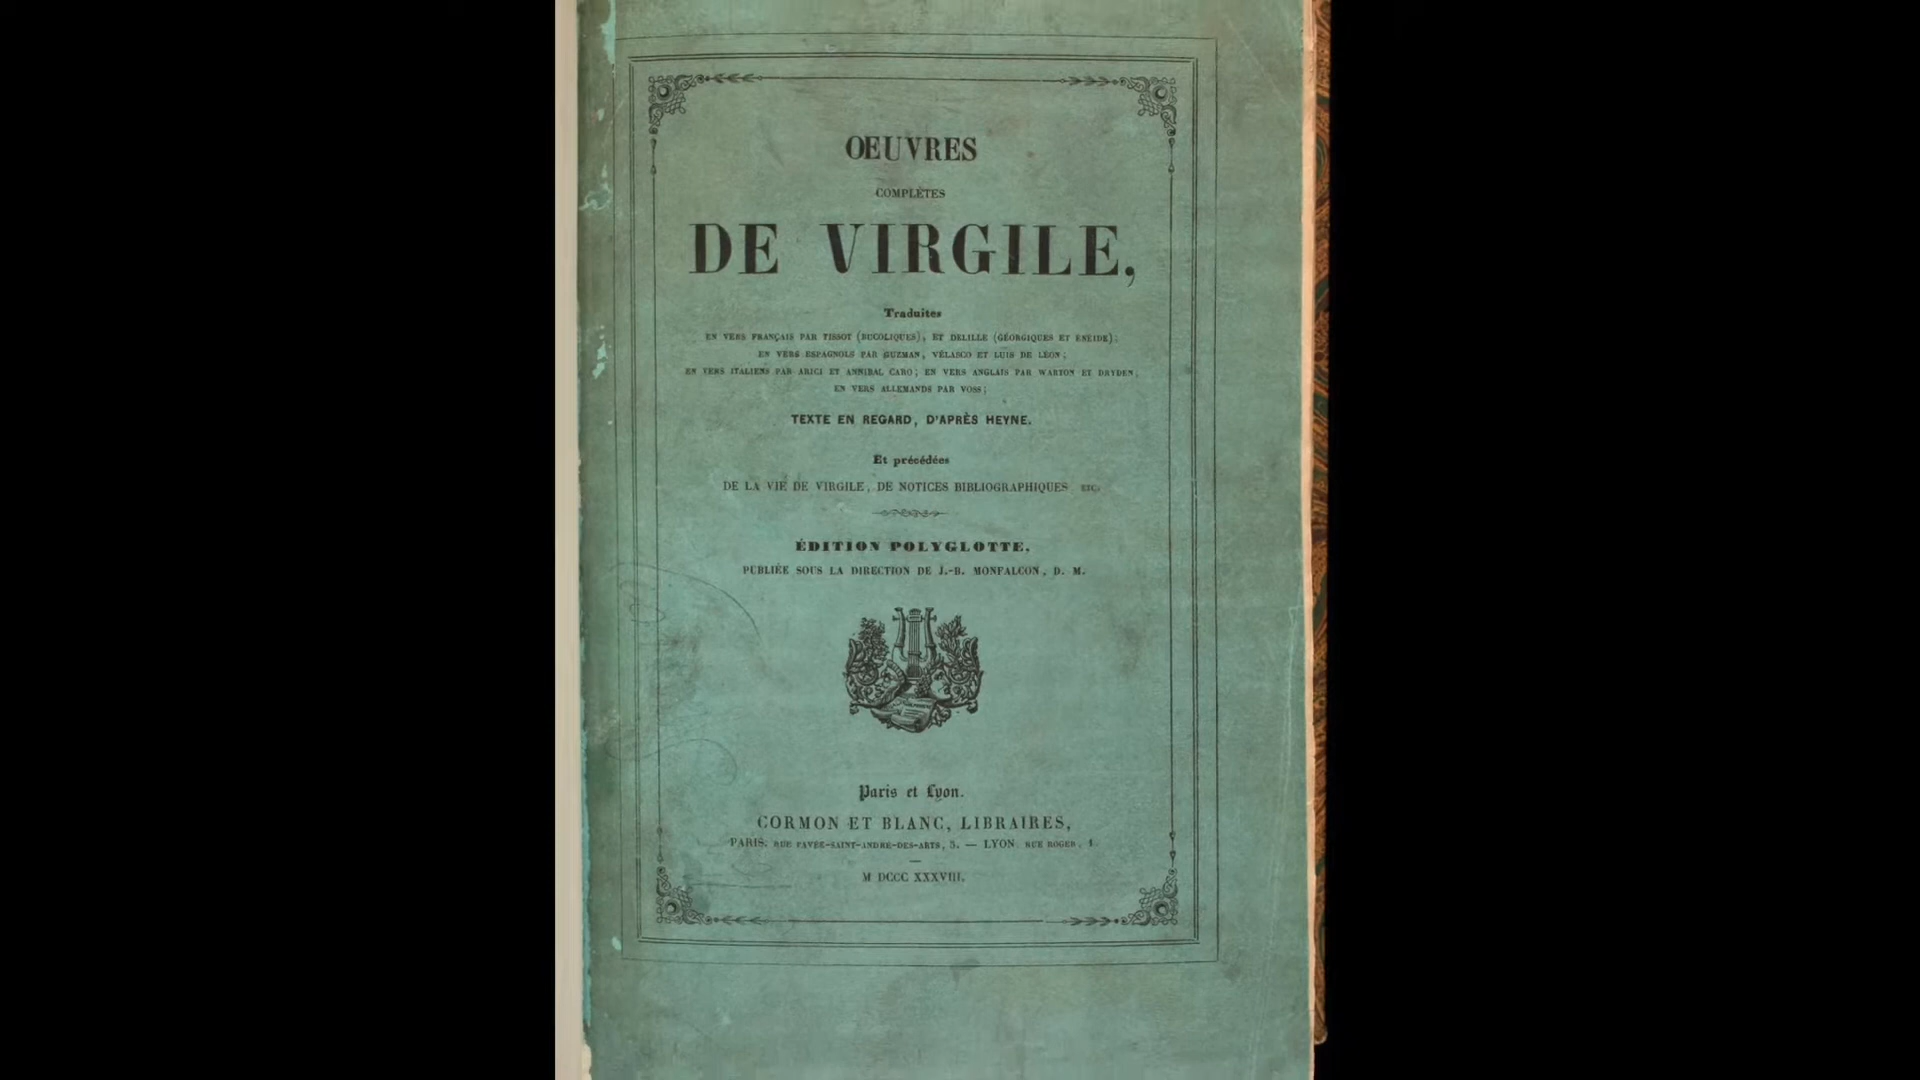 OEUVRES
COMPLÈTES
DE VIRGILE,
Traduites
EN VERS FRANÇAIS PAR TISSOT (BUCOLIQUES), ET DELILLE (GÉORGIQUES ET ENÉIDE);
EN VERS ESPAGNOLS PAR GUZMAN, VÉLASCO ET LUIS DE LÉON;
EN VERS ITALIENS PAR ARICI ET ANNIBAL CARO; EN VERS ANGLAIS PAR WARTON ET DRYDEN;
EN VERS ALLEMANDS PAR VOSS;
TEXTE EN REGARD, D'APRÈS HEYNE.
Et précédées
DE LA VIE DE VIRGILE, DE NOTICES BIBLIOGRAPHIQUES, ETC.
ÉDITION POLYGLOTTE,
PUBLIÉE SOUS LA DIRECTION DE J.-B. MONFALCON, D. M.
Paris et Lyon.
CORMON ET BLANC, LIBRAIRES,
PARIS, RUE PAVÉE-SAINT-ANDRÉ-DES-ARTS, 5. — LYON, RUE ROGER, 1.
M DCCC XXXVIII.